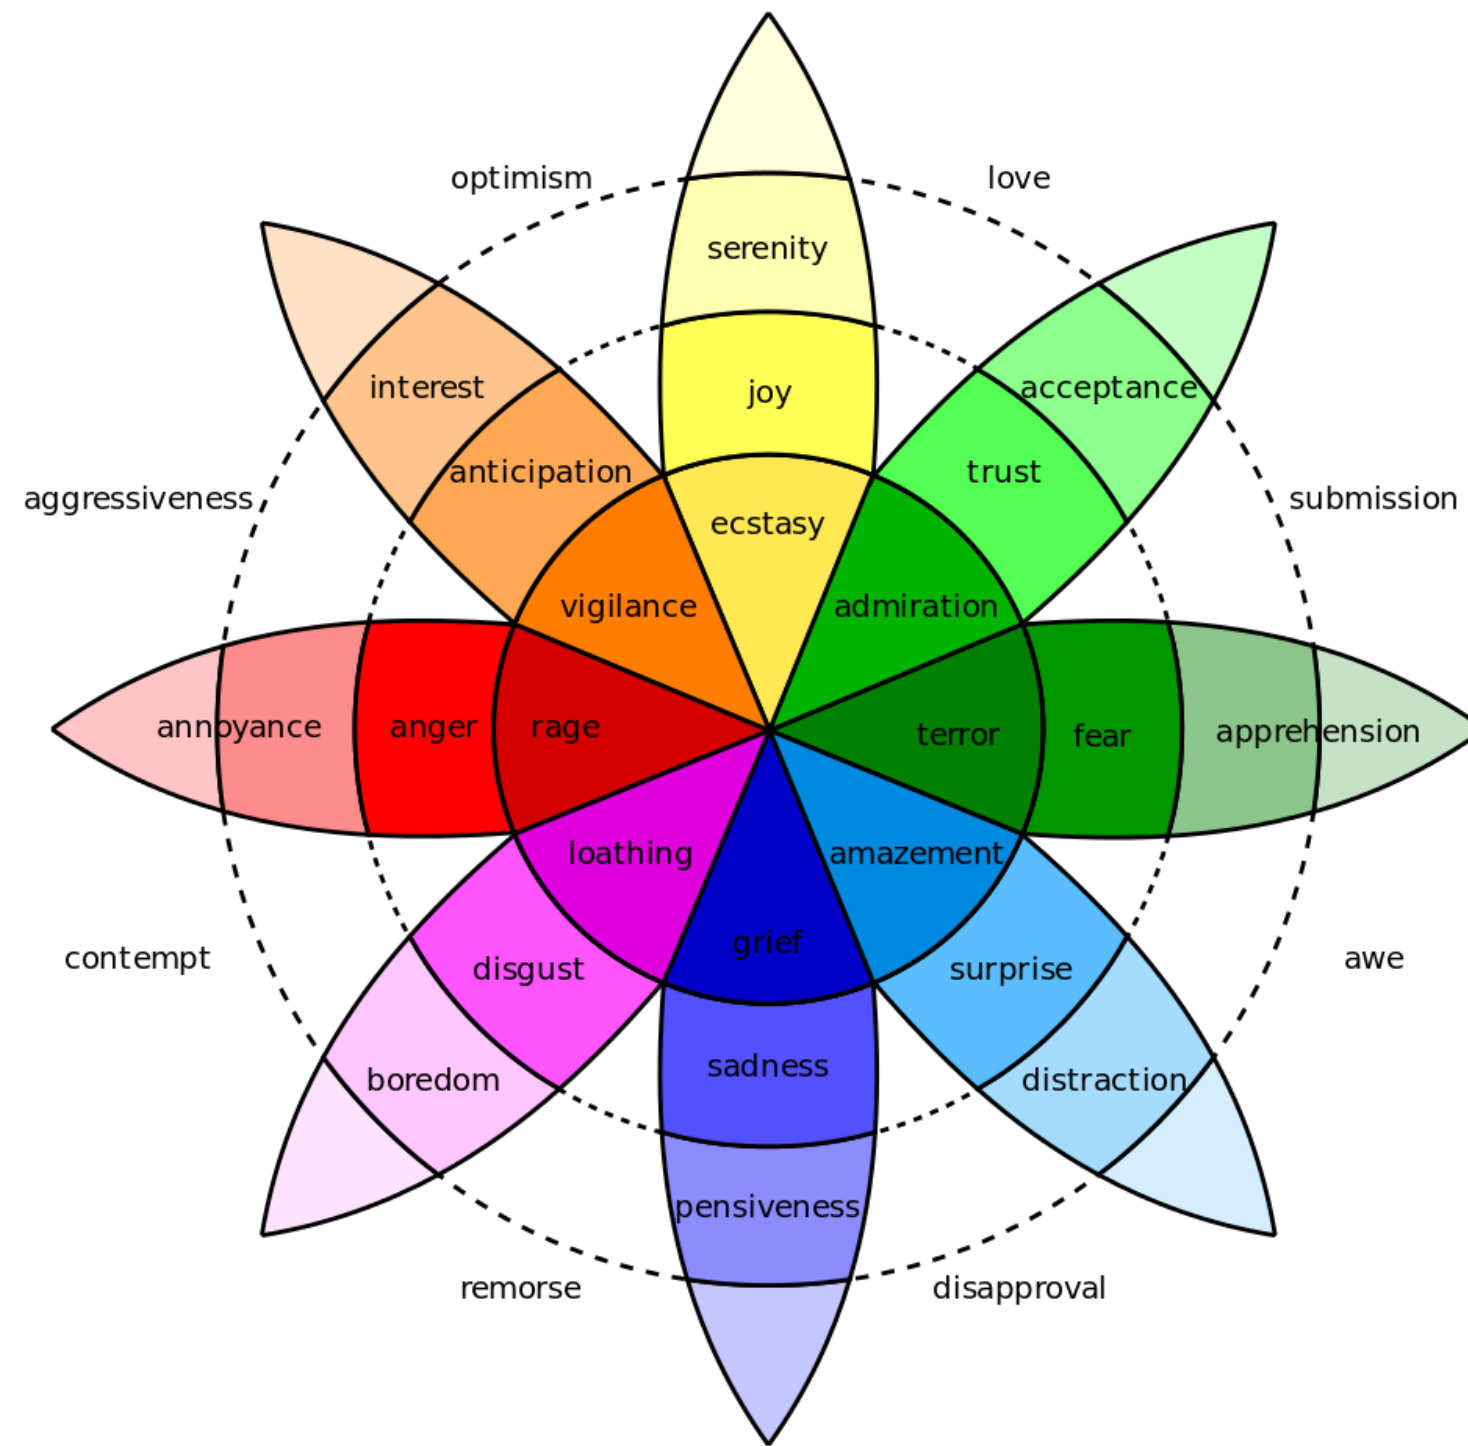 optimism
love
serenity
interest
joy
acceptance
anticipation
trust
aggressiveness
submission
ecstasy
vigilance
admiration
annoyance
anger
rage
terror
fear
apprehension
loathing
amazement
grief
contempt
awe
disgust
surprise
sadness
boredom
distraction
pensiveness
remorse
disapproval